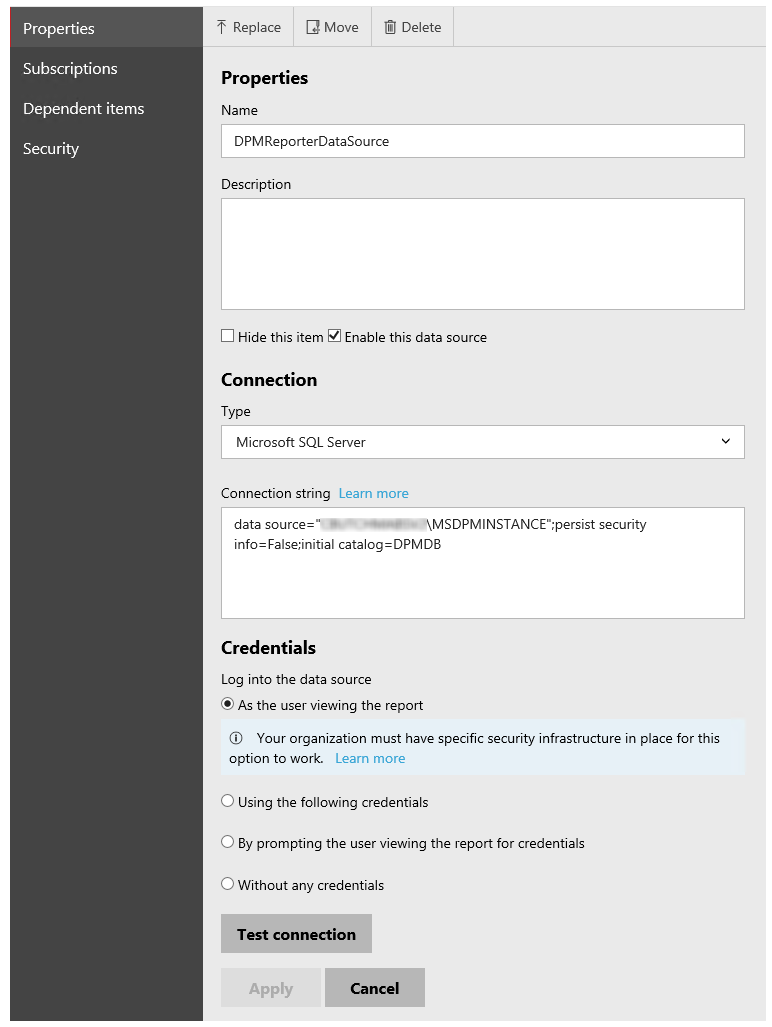 Properties
Subscriptions
Dependent items
Security
Replace
Move
Delete
Properties
Name
DPMReporterDataSource
Description
Hide this item
Enable this data source
Connection
Type
Microsoft SQL Server
Connection string Learn more
data source="\MSDPMINSTANCE";persist security
info=False;initial catalog=DPMDB
Credentials
Log into the data source
As the user viewing the report
Your organization must have specific security infrastructure in place for this
option to work. Learn more
Using the following credentials
By prompting the user viewing the report for credentials
Without any credentials
Test connection
Apply
Cancel